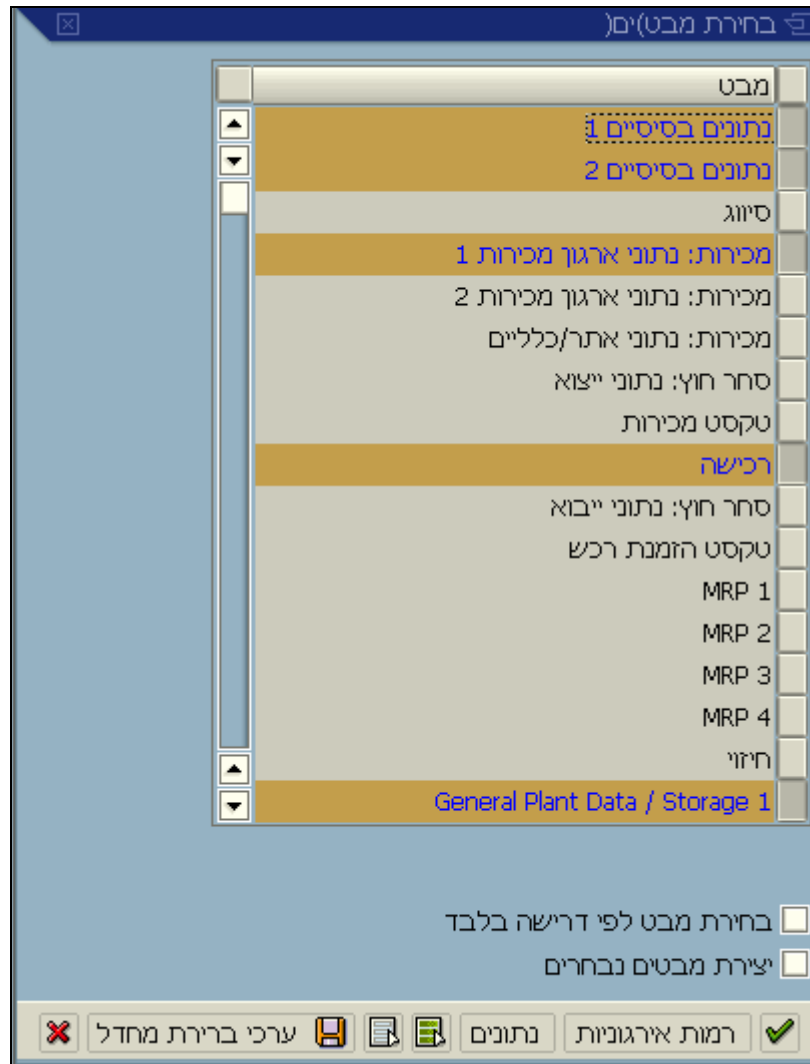 בחירת מבט)ים(
מבט
נתונים בסיסיים 1
נתונים בסיסיים 2
סיווג
מכירות: נתוני ארגון מכירות 1
מכירות: נתוני ארגון מכירות 2
מכירות: נתוני אתר/כלליים
סחר חוץ: נתוני ייצוא
טקסט מכירות
רכישה
סחר חוץ: נתוני ייבוא
טקסט הזמנת רכש
MRP 1
MRP 2
MRP 3
MRP 4
חיזוי
General Plant Data / Storage 1
בחירת מבט לפי דרישה בלבד
יצירת מבטים נבחרים
רמות אירגוניות נתונים ערכי ברירת מחדל